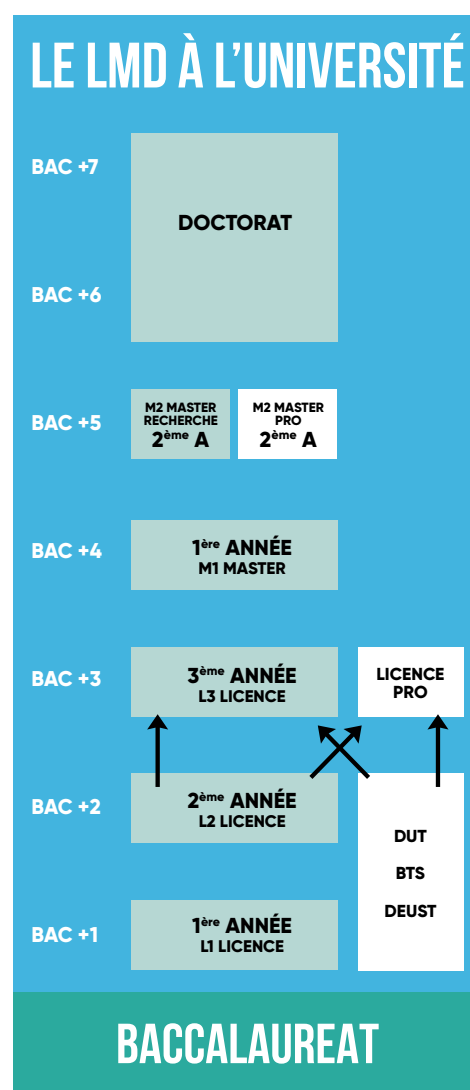 LE LMD À L'UNIVERSITÉ
BAC +7
DOCTORAT
BAC +6
BAC +5
M2 MASTER
RECHERCHE
2ème A
M2 MASTER
PRO
2ème A
BAC +4
1ère ANNÉE
M1 MASTER
BAC +3
3ème ANNÉE
L3 LICENCE
LICENCE
PRO
BAC +2
2ème ANNÉE
L2 LICENCE
DUT
BTS
DEUST
BAC +1
1ère ANNÉE
L1 LICENCE
BACCALAUREAT